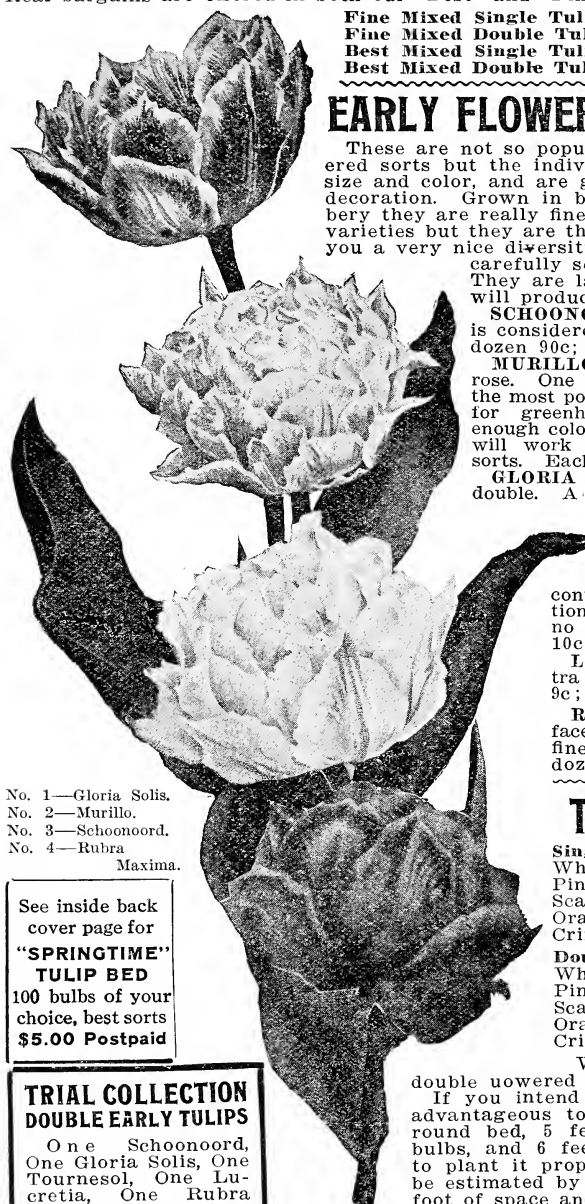 Fine Mixed Single Tul
Fine Mixed Double Tul
Best Mixed Single Tul
Best Mixed Double Tul
EARLY FLOWER
These are not so popu
ered sorts but the indiv
size and color, and are g
decoration. Grown in b
bery they are really fine
varieties but they are th
you a very nice diversit
carefully se
They are la
will produc
SCHOONO
is considere
dozen 90c;
MURILLO
rose. One
the most po
for greenh
enough colo
will work
sorts. Each
GLORIA
double. A
cont
tion
no
10c
L
tra
9c;
R
face
fine
doz
No. 1—Gloria Solis.
No. 2—Murillo.
No. 3—Schoonoord.
No. 4—Rubra
Maxima.
See inside back
cover page for
"SPRINGTIME"
TULIP BED
100 bulbs of your
choice, best sorts
$5.00 Postpaid
TRIAL COLLECTION
DOUBLE EARLY TULIPS
One Schoonoord,
One Gloria Solis, One
Tournesol, One Lu-
cretia, One Rubra
T
Sin
Wh
Pin
Sca
Ora
Cri
Dou
Wh
Pin
Sca
Ora
Cri
double uowered
If you intend
advantageous to
round bed, 5 fe
bulbs, and 6 fee
to plant it prop
be estimated by
foot of space an